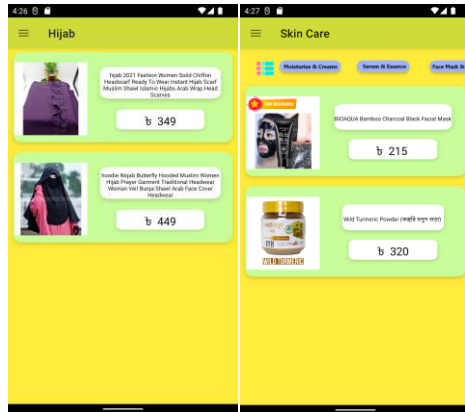 4:26
Hijab
hijab 2021 Fashion Women Solid Chiffon
Headscarf Ready To Wear Instant Hijab Scarf
Muslim Shawl Islamic Hijabs Arab Wrap Head
Scarves
৳ 349
hoodie Niqab Butterfly Hooded Muslim Women
Hijab Prayer Garment Traditional Headwear
Woman Veil Burqa Shawl Arab Face Cover
Headwear
৳ 449
4:27
Skin Care
Moisturize & Creams
Serum & Essence
Face Mask &
TOP REVIEWED
BIOAQUA Bamboo Charcoal Black Facial Mask
৳ 215
Wild Turmeric Powder (কস্তুরি হলুদ গুড়া)
৳ 320
WILD TURMERIC